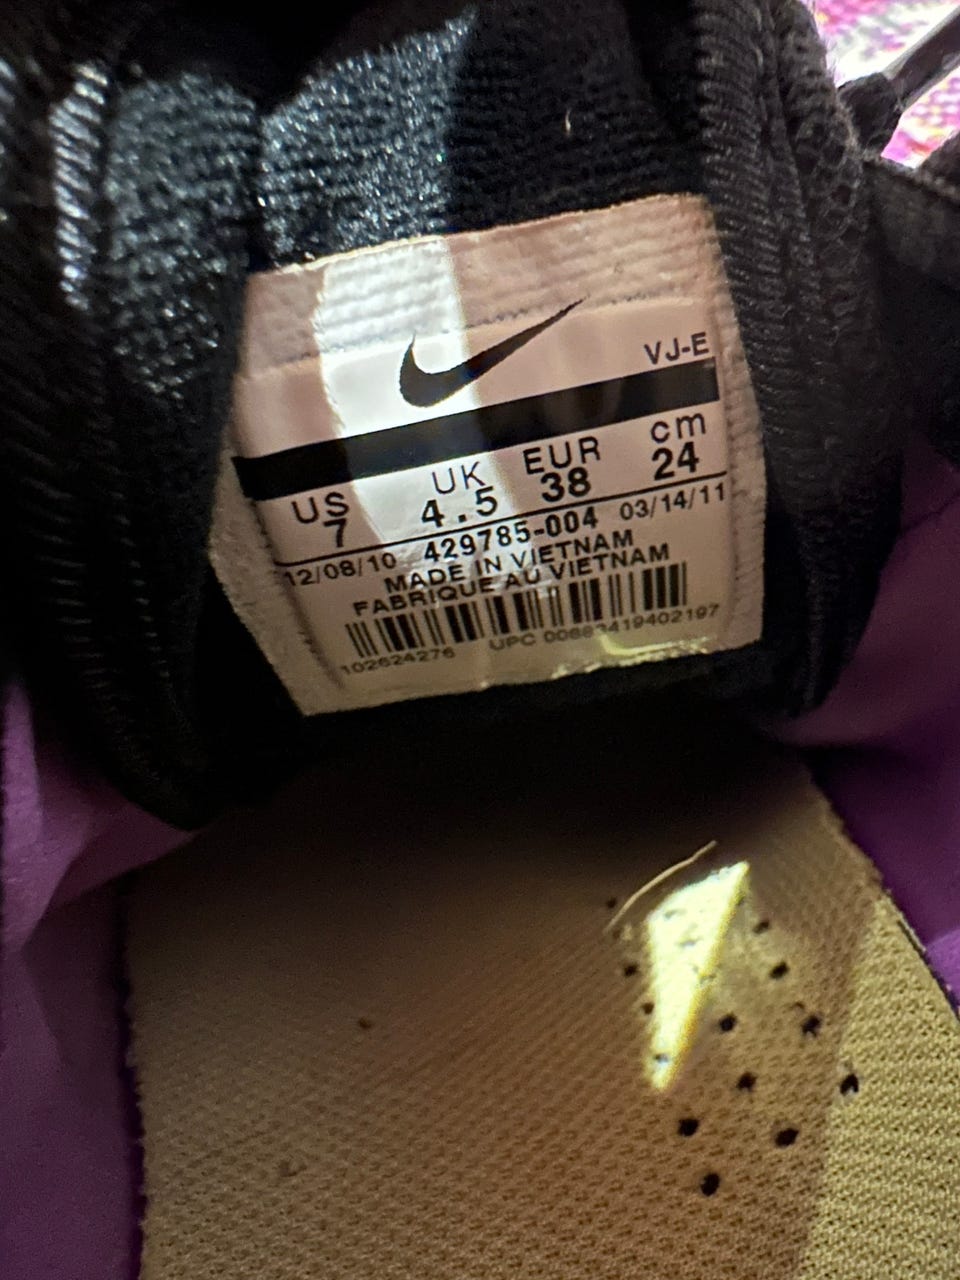 VJ-E
US UK EUR cm
7 4.5 38 24
12/08/10 429785-004 03/14/11
MADE IN VIETNAM
FABRIQUE AU VIETNAM
102624276 UPC 00883419402197